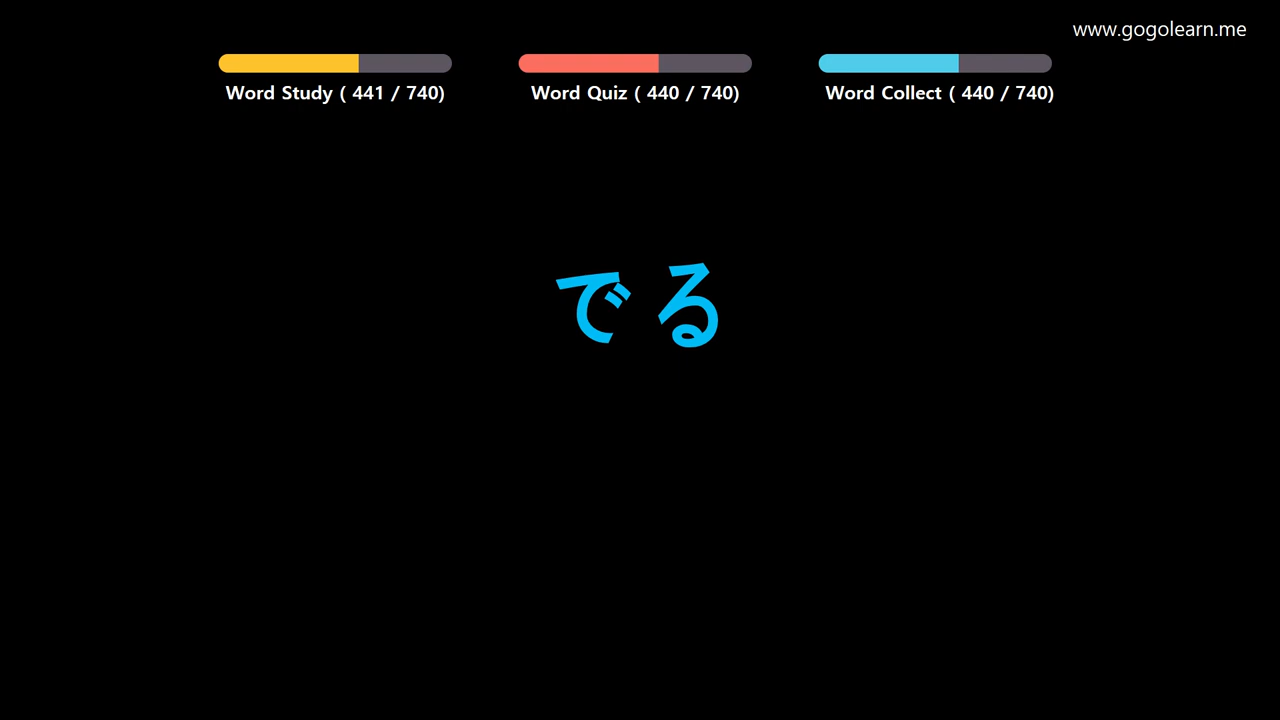 www.gogolearn.me
Word Study ( 441 / 740)
Word Quiz ( 440 / 740)
Word Collect ( 440 / 740)
でる